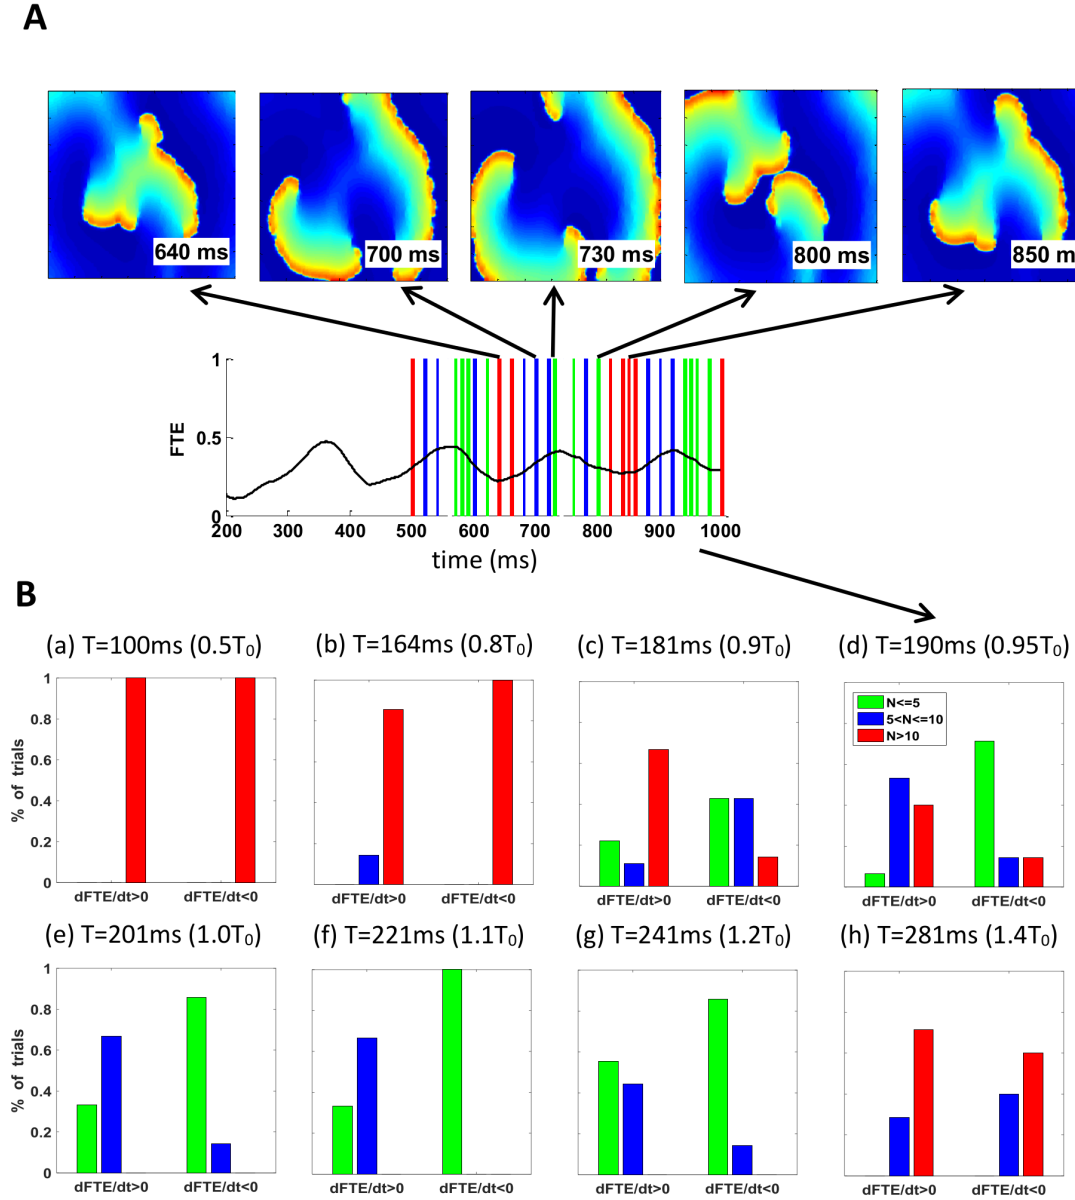 A
640 ms
700 ms
730 ms
800 ms
850 m
1
0.5
0
FTE
200 300 400 500 600 700 800 900 1000
time (ms)
B
(a) T=100ms (0.5T₀)
(b) T=164ms (0.8T₀)
(c) T=181ms (0.9T₀)
(d) T=190ms (0.95T₀)
1
0.8
0.6
0.4
0.2
0
% of trials
N<=5
5<N<=10
N>10
dFTE/dt>0 dFTE/dt<0
dFTE/dt>0 dFTE/dt<0
dFTE/dt>0 dFTE/dt<0
dFTE/dt>0 dFTE/dt<0
(e) T=201ms (1.0T₀)
(f) T=221ms (1.1T₀)
(g) T=241ms (1.2T₀)
(h) T=281ms (1.4T₀)
1
0.8
0.6
0.4
0.2
0
% of trials
dFTE/dt>0 dFTE/dt<0
dFTE/dt>0 dFTE/dt<0
dFTE/dt>0 dFTE/dt<0
dFTE/dt>0 dFTE/dt<0